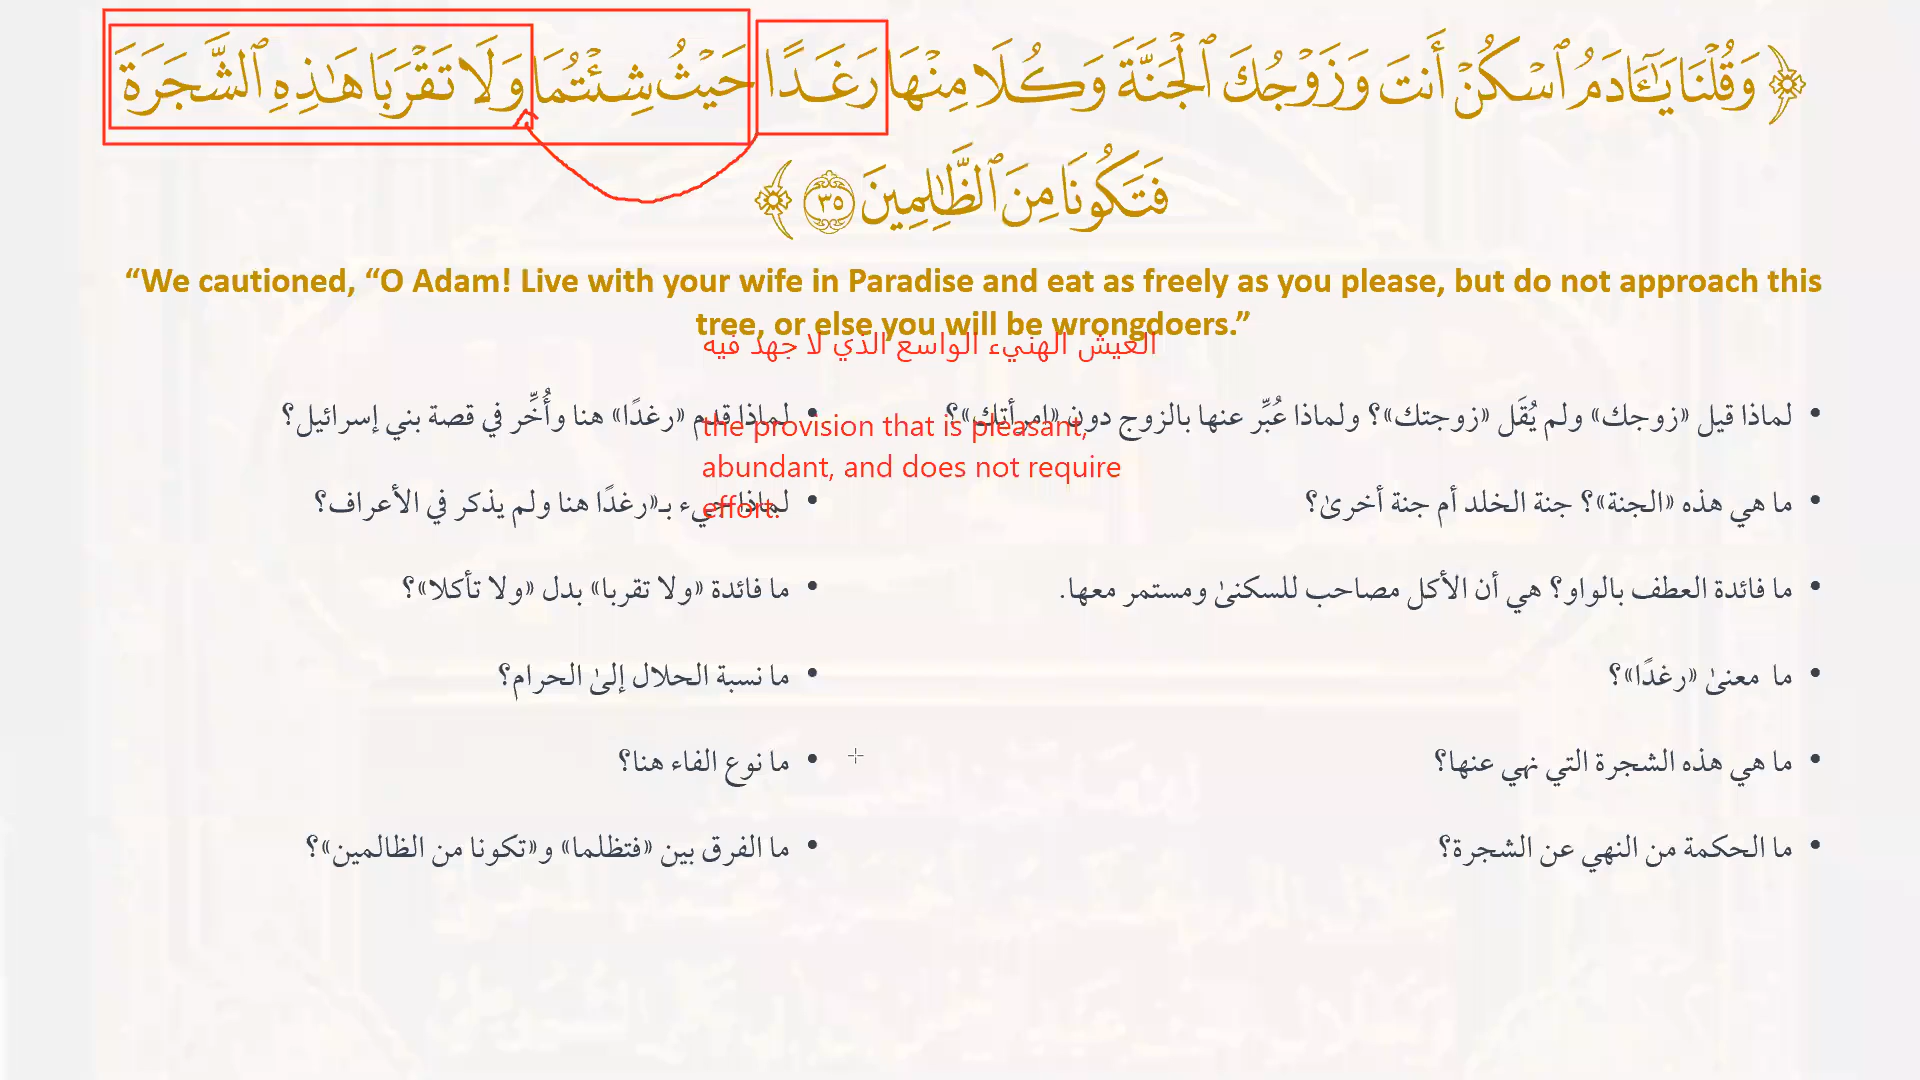 ﴿ وَقُلْنَا يَـٰٓـَٔادَمُ ٱسْكُنْ أَنتَ وَزَوْجُكَ ٱلْجَنَّةَ وَكُلَا مِنْهَا رَغَدًا حَيْثُ شِئْتُمَا وَلَا تَقْرَبَا هَـٰذِهِ ٱلشَّجَرَةَ
فَتَكُونَا مِنَ ٱلظَّـٰلِمِينَ ٣٥ ﴾
“We cautioned, “O Adam! Live with your wife in Paradise and eat as freely as you please, but do not approach this
tree, or else you will be wrongdoers.”
العيش الهنيء الواسع الذي لا جهد فيه
the provision that is pleasant,
abundant, and does not require
effort.
• لماذا قيل «زوجك» ولم يُقَل «زوجتك»؟ ولماذا عُبِّر عنها بالزوج دون «امرأتك»؟
• ما هي هذه «الجنة»؟ جنة الخلد أم جنة أخرىٰ؟
• ما فائدة العطف بالواو؟ هي أن الأكل مصاحب للسكنىٰ ومستمر معها.
• ما معنىٰ «رغدًا»؟
• ما هي هذه الشجرة التي نهي عنها؟
• ما الحكمة من النهي عن الشجرة؟
• لماذا قدم «رغدًا» هنا وأُخِّر في قصة بني إسرائيل؟
• لماذا جيء بـ«رغدًا هنا ولم يذكر في الأعراف؟
• ما فائدة «ولا تقربا» بدل «ولا تأكلا»؟
• ما نسبة الحلال إلىٰ الحرام؟
• ما نوع الفاء هنا؟
• ما الفرق بين «فتظلما» و«تكونا من الظالمين»؟